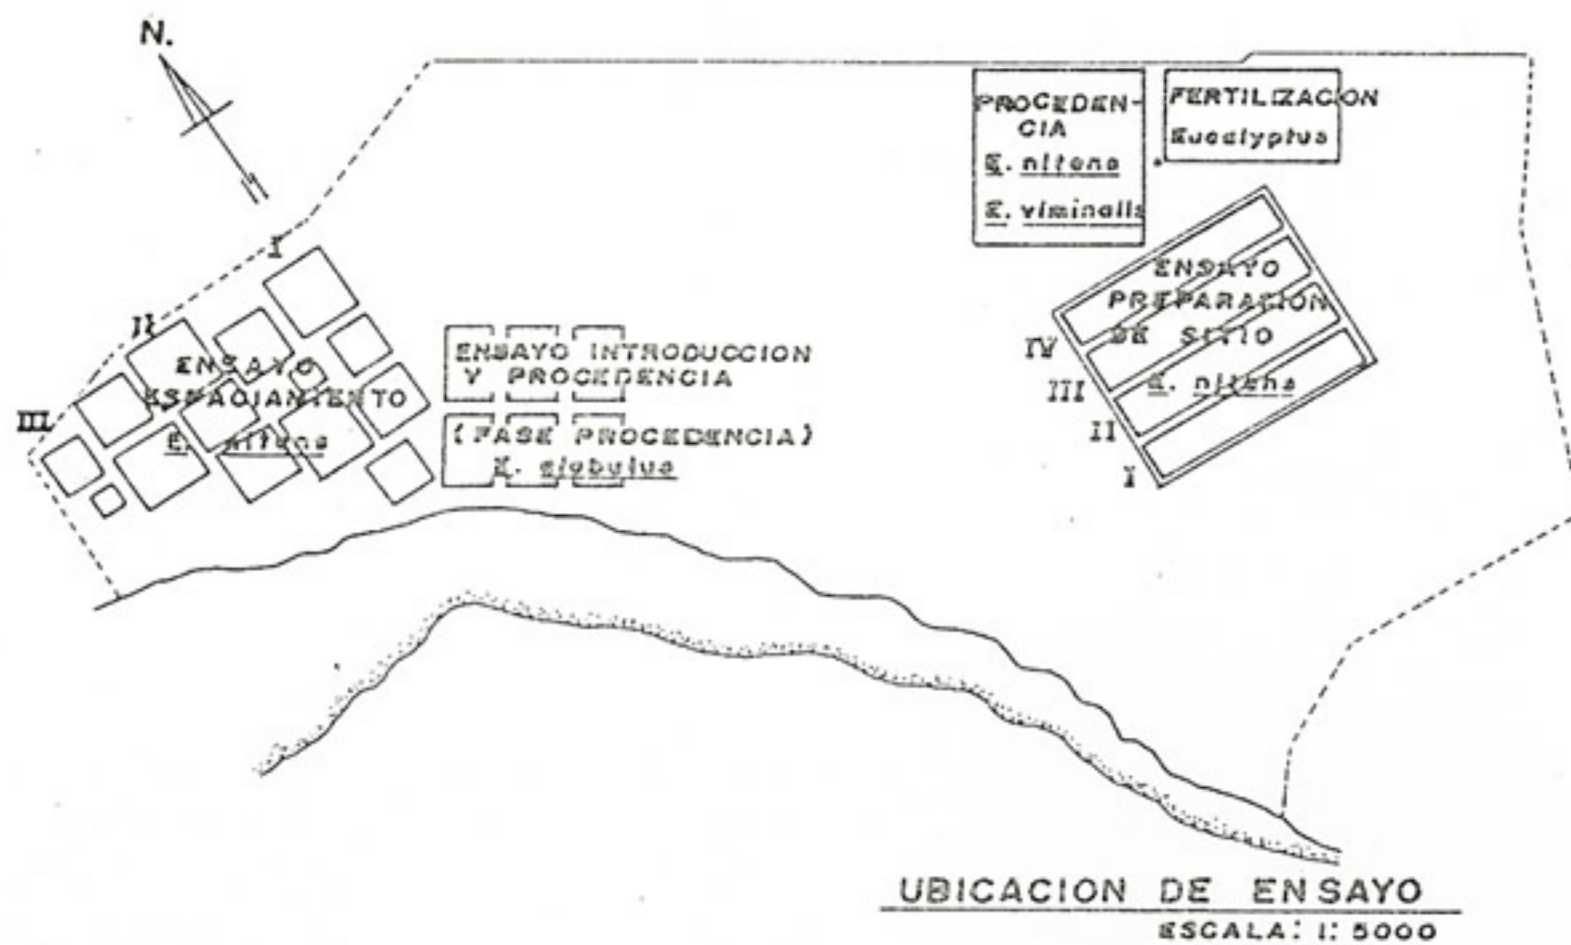 N.
PROCEDEN-
CIA
E. nitens
E. viminalis
FERTILIZACION
Eucalyptus
I
II
III
ENSAYO
ESPACIAMIENTO
E. nitens
ENSAYO INTRODUCCION
Y PROCEDENCIA
(FASE PROCEDENCIA)
E. globulus
ENSAYO
PREPARACION
DE SITIO
E. nitens
IV
III
II
I
UBICACION DE ENSAYO
ESCALA: 1: 5000